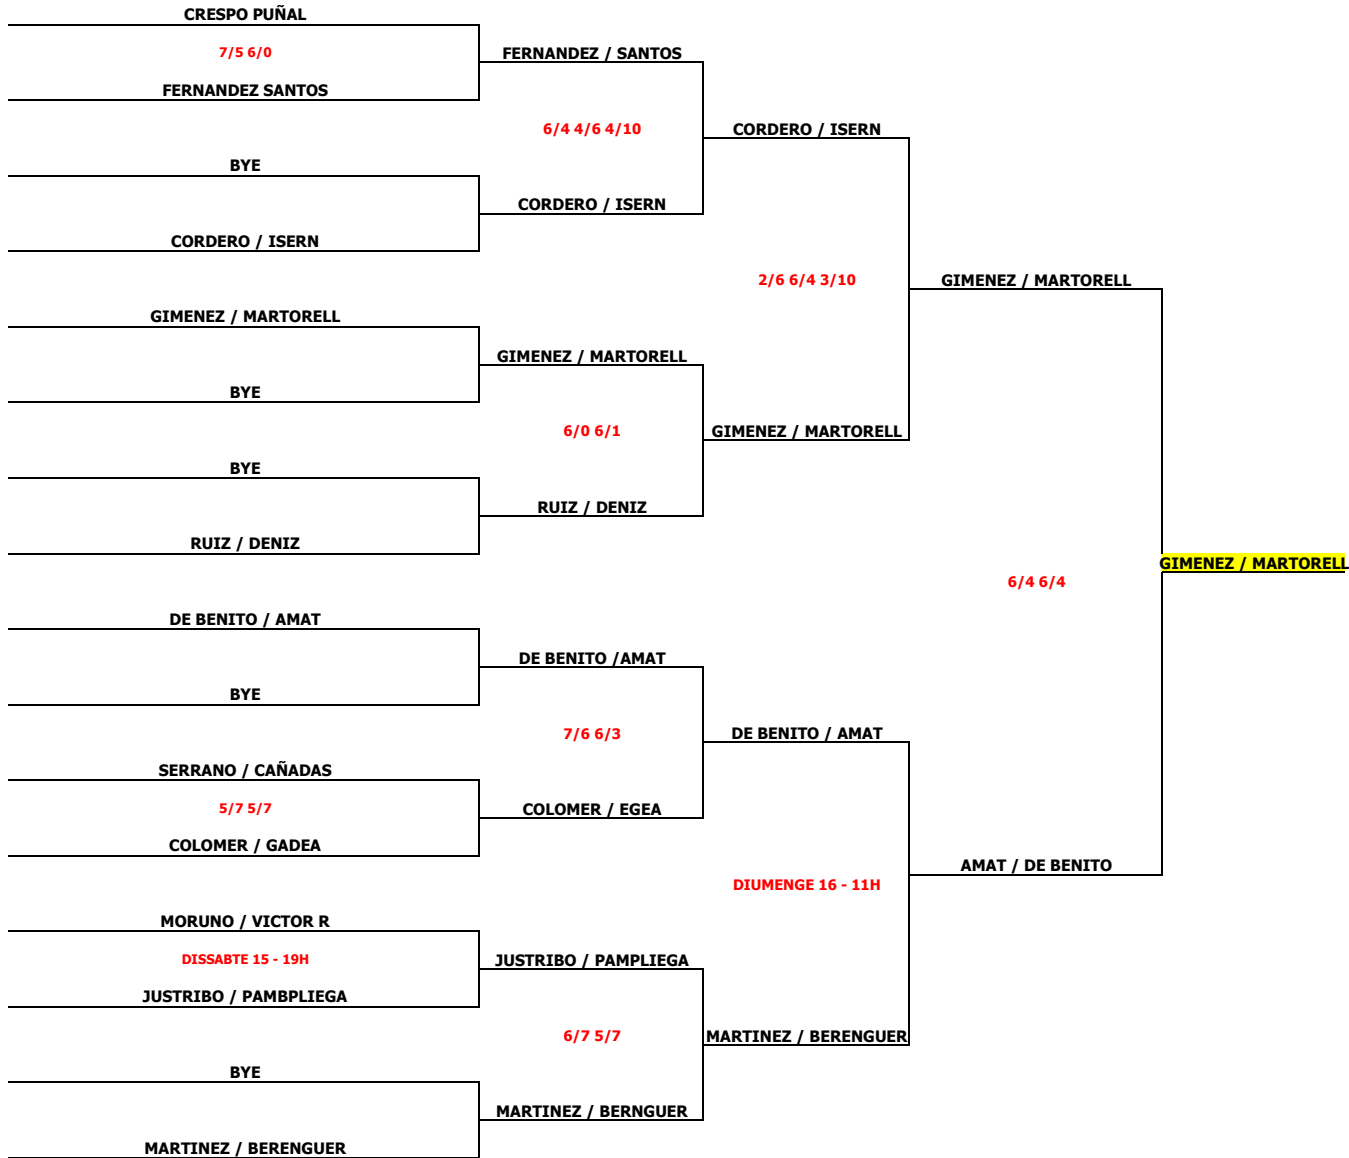 CRESPO PUÑAL
7/5 6/0
FERNANDEZ SANTOS
BYE
CORDERO / ISERN
GIMENEZ / MARTORELL
BYE
BYE
RUIZ / DENIZ
DE BENITO / AMAT
BYE
SERRANO / CAÑADAS
5/7 5/7
COLOMER / GADEA
MORUNO / VICTOR R
DISSABTE 15 - 19H
JUSTRIBO / PAMBPLIEGA
BYE
MARTINEZ / BERENGUER
FERNANDEZ / SANTOS
6/4 4/6 4/10
CORDERO / ISERN
GIMENEZ / MARTORELL
6/0 6/1
RUIZ / DENIZ
DE BENITO /AMAT
7/6 6/3
COLOMER / EGEA
JUSTRIBO / PAMPLIEGA
6/7 5/7
MARTINEZ / BERNGUER
CORDERO / ISERN
2/6 6/4 3/10
GIMENEZ / MARTORELL
DE BENITO / AMAT
DIUMENGE 16 - 11H
MARTINEZ / BERENGUER
GIMENEZ / MARTORELL
6/4 6/4
AMAT / DE BENITO
GIMENEZ / MARTORELL